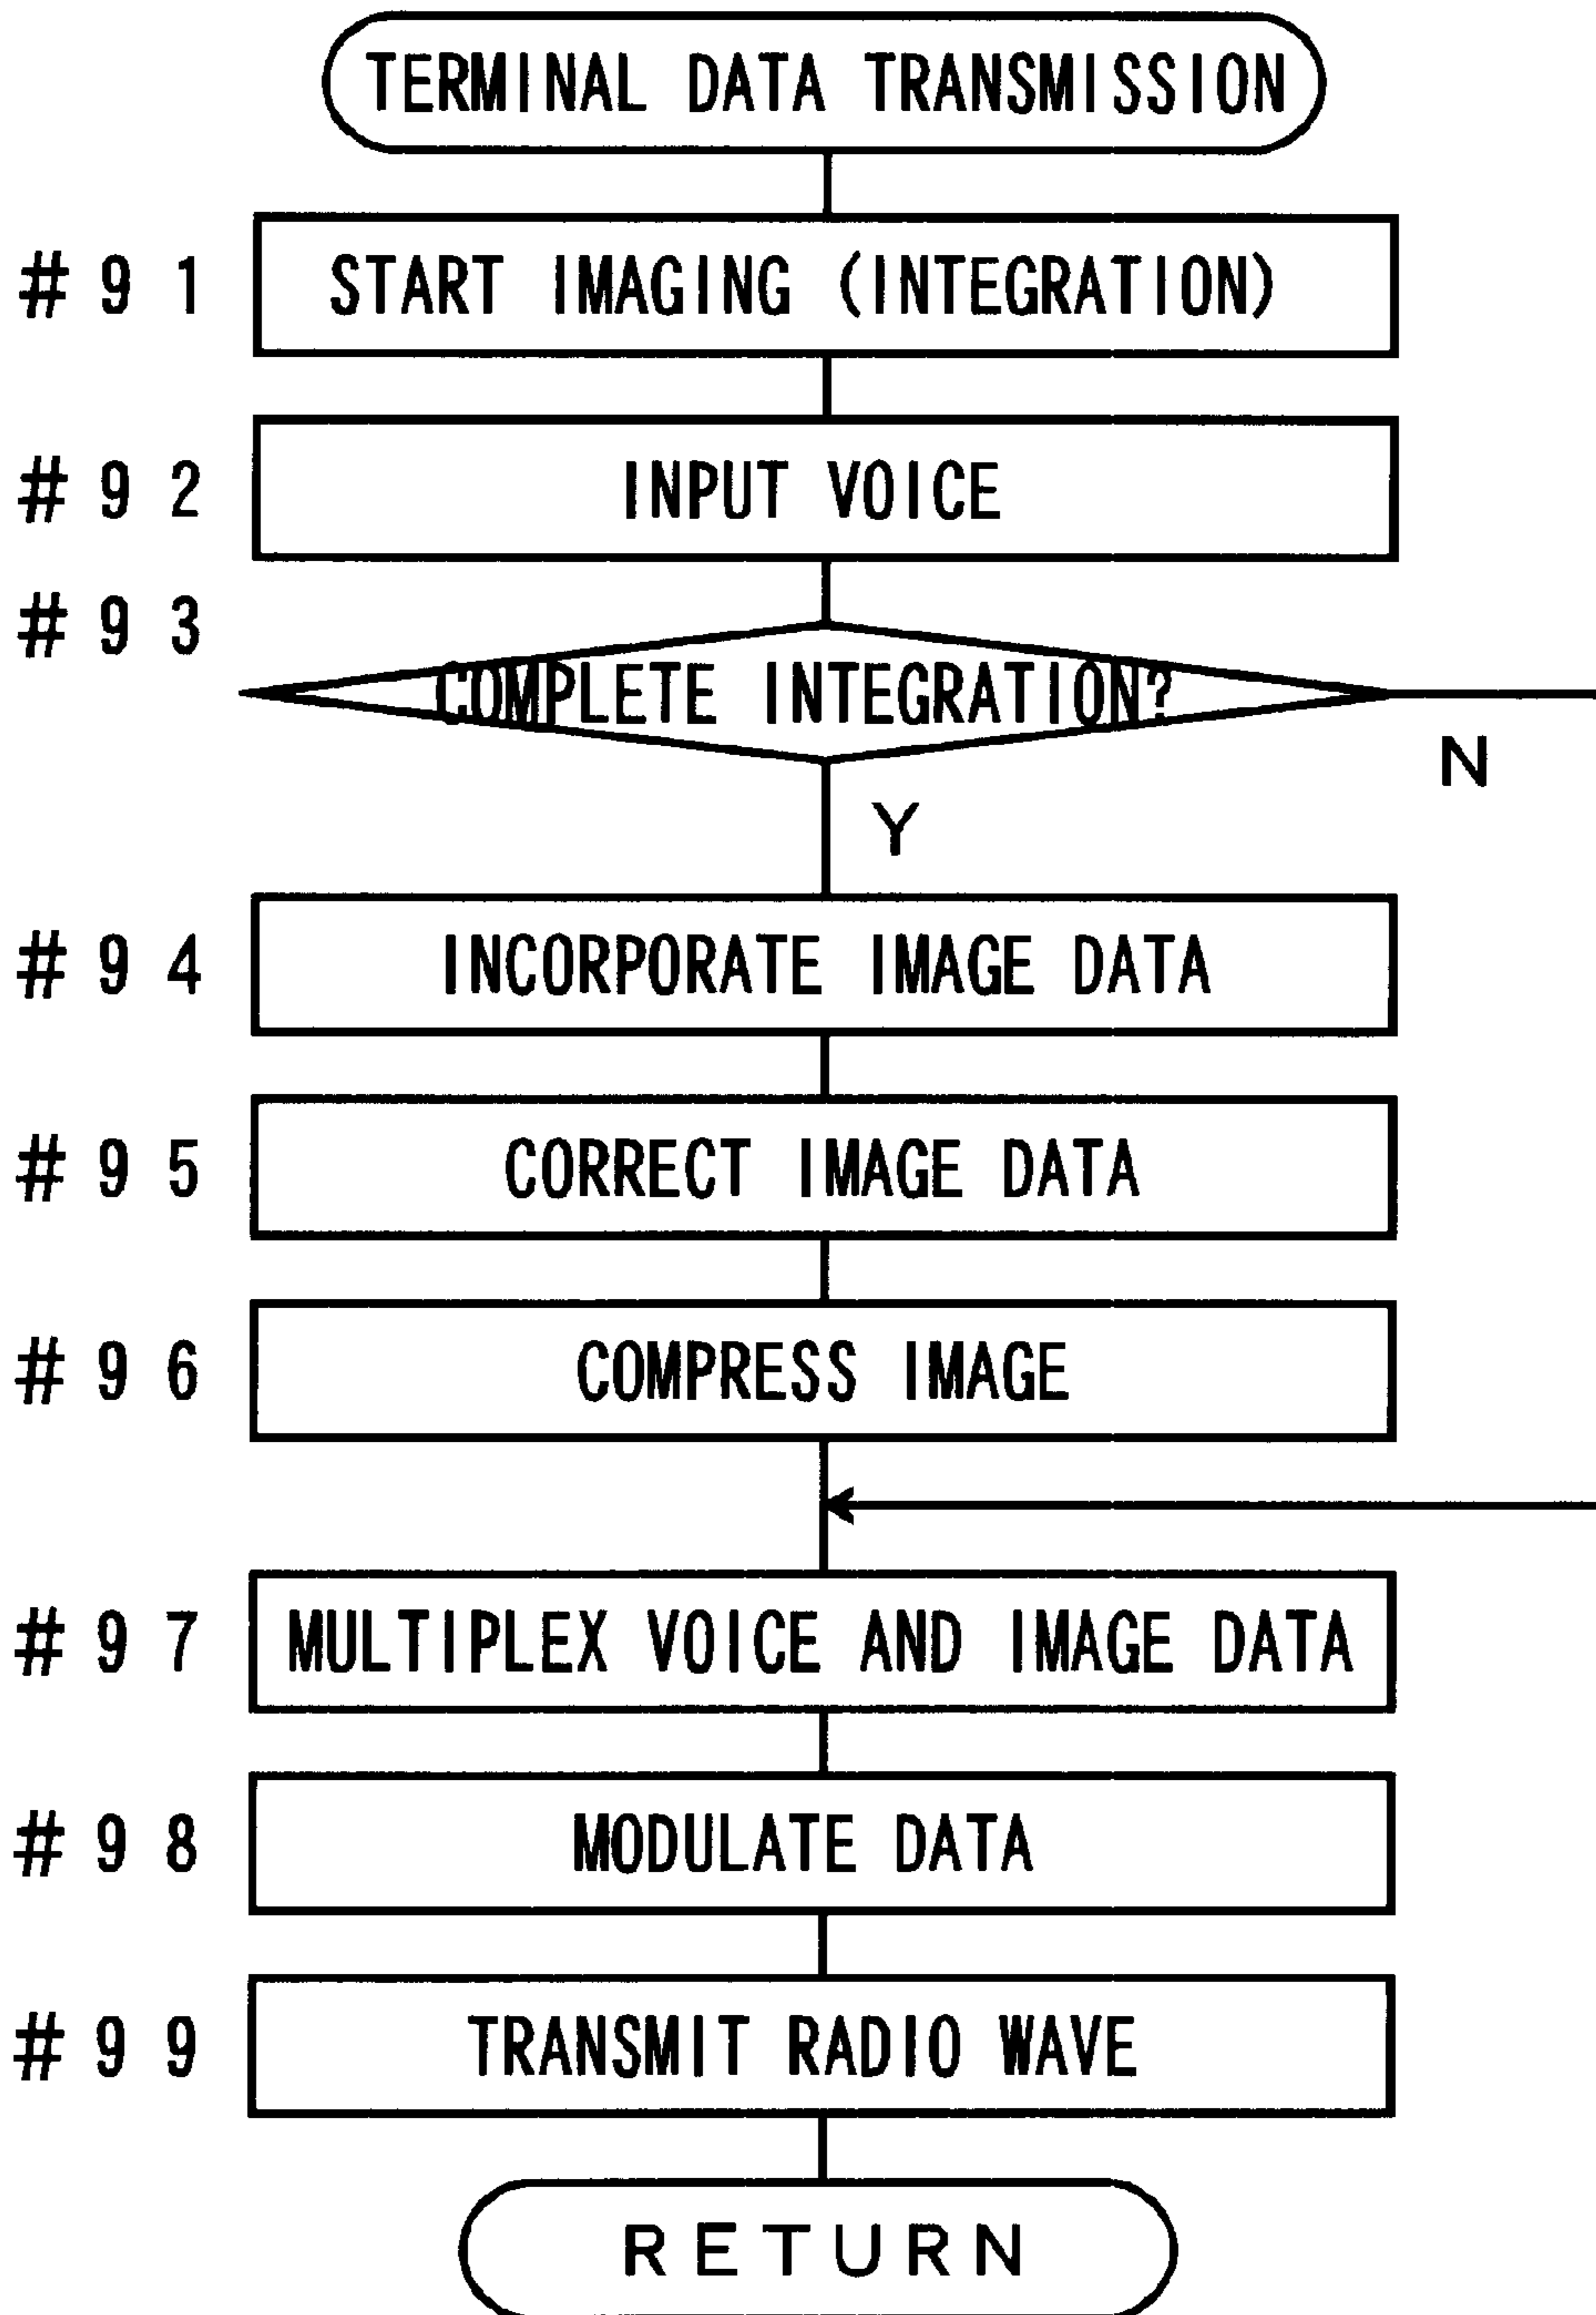 TERMINAL DATA TRANSMISSION
#91 START IMAGING (INTEGRATION)
#92 INPUT VOICE
#93 COMPLETE INTEGRATION?
N
Y
#94 INCORPORATE IMAGE DATA
#95 CORRECT IMAGE DATA
#96 COMPRESS IMAGE
#97 MULTIPLEX VOICE AND IMAGE DATA
#98 MODULATE DATA
#99 TRANSMIT RADIO WAVE
RETURN